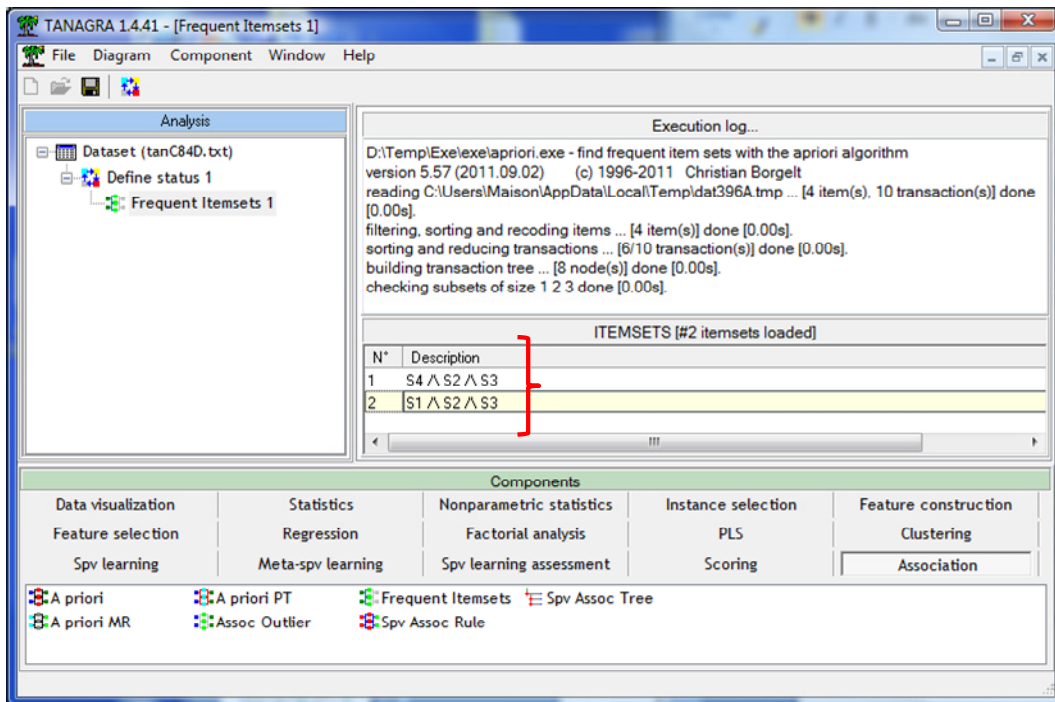 TANAGRA 1.4.41 - [Frequent Itemsets 1]
File Diagram Component Window Help
Analysis
Dataset (tanC84D.txt)
Define status 1
Frequent Itemsets 1
Execution log...
D:\Temp\Exe\exe\apriori.exe - find frequent item sets with the apriori algorithm
version 5.57 (2011.09.02) (c) 1996-2011 Christian Borgelt
reading C:\Users\Maison\AppData\Local\Temp\dat396A.tmp ... [4 item(s), 10 transaction(s)] done
[0.00s].
filtering, sorting and recoding items ... [4 item(s)] done [0.00s].
sorting and reducing transactions ... [6/10 transaction(s)] done [0.00s].
building transaction tree ... [8 node(s)] done [0.00s].
checking subsets of size 1 2 3 done [0.00s].
ITEMSETS [#2 itemsets loaded]
N° Description
1 S4 /\ S2 /\ S3
2 S1 /\ S2 /\ S3
Components
Data visualization Statistics Nonparametric statistics Instance selection Feature construction
Feature selection Regression Factorial analysis PLS Clustering
Spv learning Meta-spv learning Spv learning assessment Scoring Association
A priori A priori PT Frequent Itemsets Spv Assoc Tree
A priori MR Assoc Outlier Spv Assoc Rule